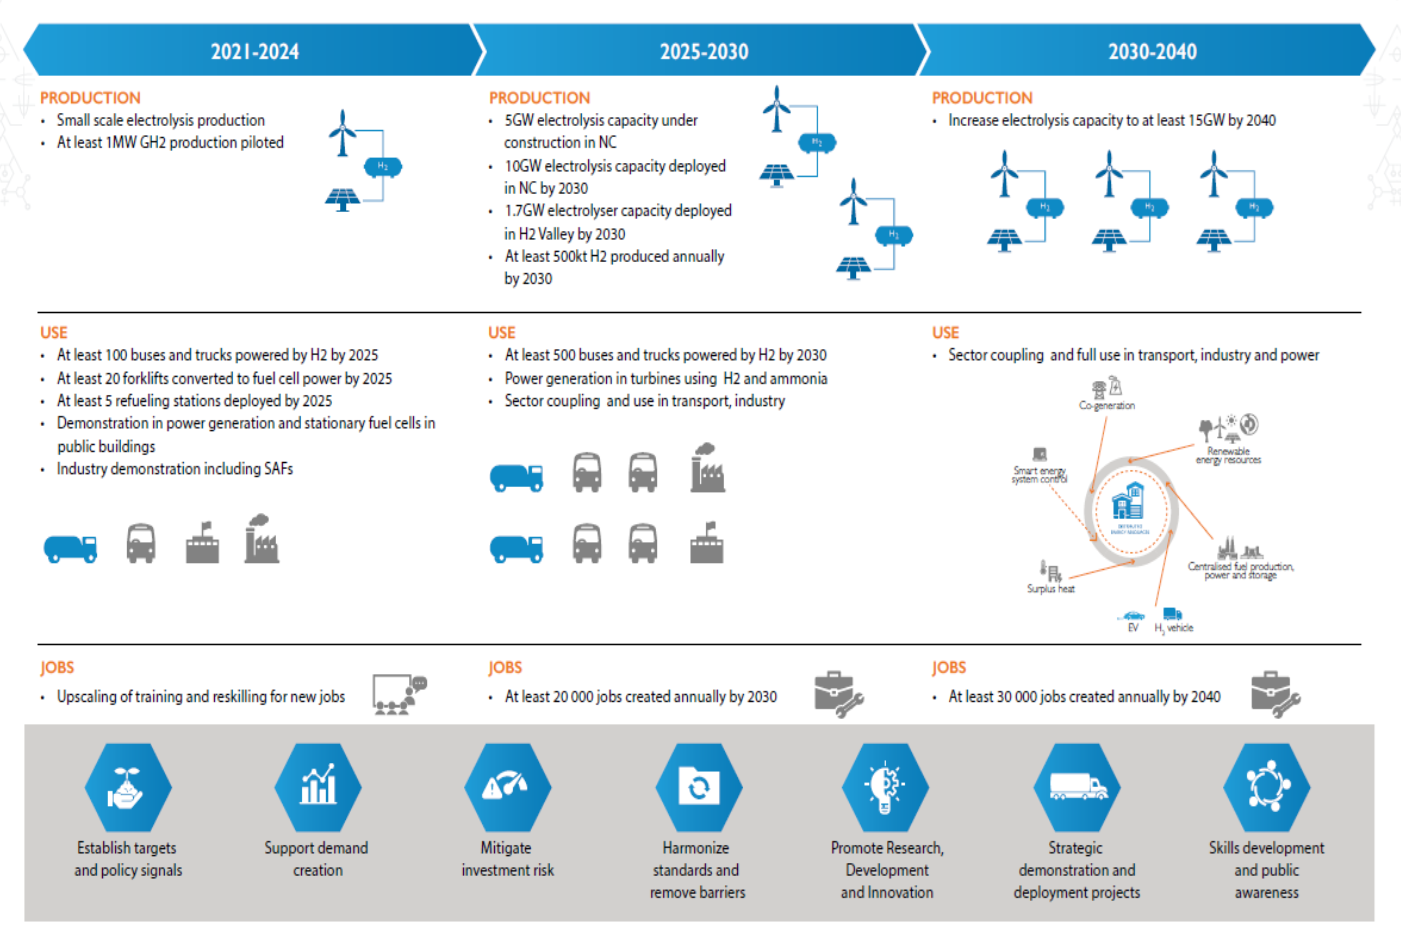 2021-2024
2025-2030
2030-2040
PRODUCTION
• Small scale electrolysis production
• At least 1MW GH2 production piloted
H2
PRODUCTION
• 5GW electrolysis capacity under
construction in NC
• 10GW electrolysis capacity deployed
in NC by 2030
• 1.7GW electrolyser capacity deployed
in H2 Valley by 2030
• At least 500kt H2 produced annually
by 2030
H2
H2
PRODUCTION
• Increase electrolysis capacity to at least 15GW by 2040
H2
H2
H2
USE
• At least 100 buses and trucks powered by H2 by 2025
• At least 20 forklifts converted to fuel cell power by 2025
• At least 5 refueling stations deployed by 2025
• Demonstration in power generation and stationary fuel cells in
public buildings
• Industry demonstration including SAFs
USE
• At least 500 buses and trucks powered by H2 by 2030
• Power generation in turbines using H2 and ammonia
• Sector coupling and use in transport, industry
USE
• Sector coupling and full use in transport, industry and power
Co-generation
Renewable
energy resources
Smart energy
system control
DISTRIBUTED
ENERGY RESOURCES
Centralised fuel production,
power and storage
Surplus heat
EV
H2 vehicle
JOBS
• Upscaling of training and reskilling for new jobs
JOBS
• At least 20 000 jobs created annually by 2030
JOBS
• At least 30 000 jobs created annually by 2040
Establish targets
and policy signals
Support demand
creation
Mitigate
investment risk
Harmonize
standards and
remove barriers
Promote Research,
Development
and Innovation
Strategic
demonstration and
deployment projects
Skills development
and public
awareness